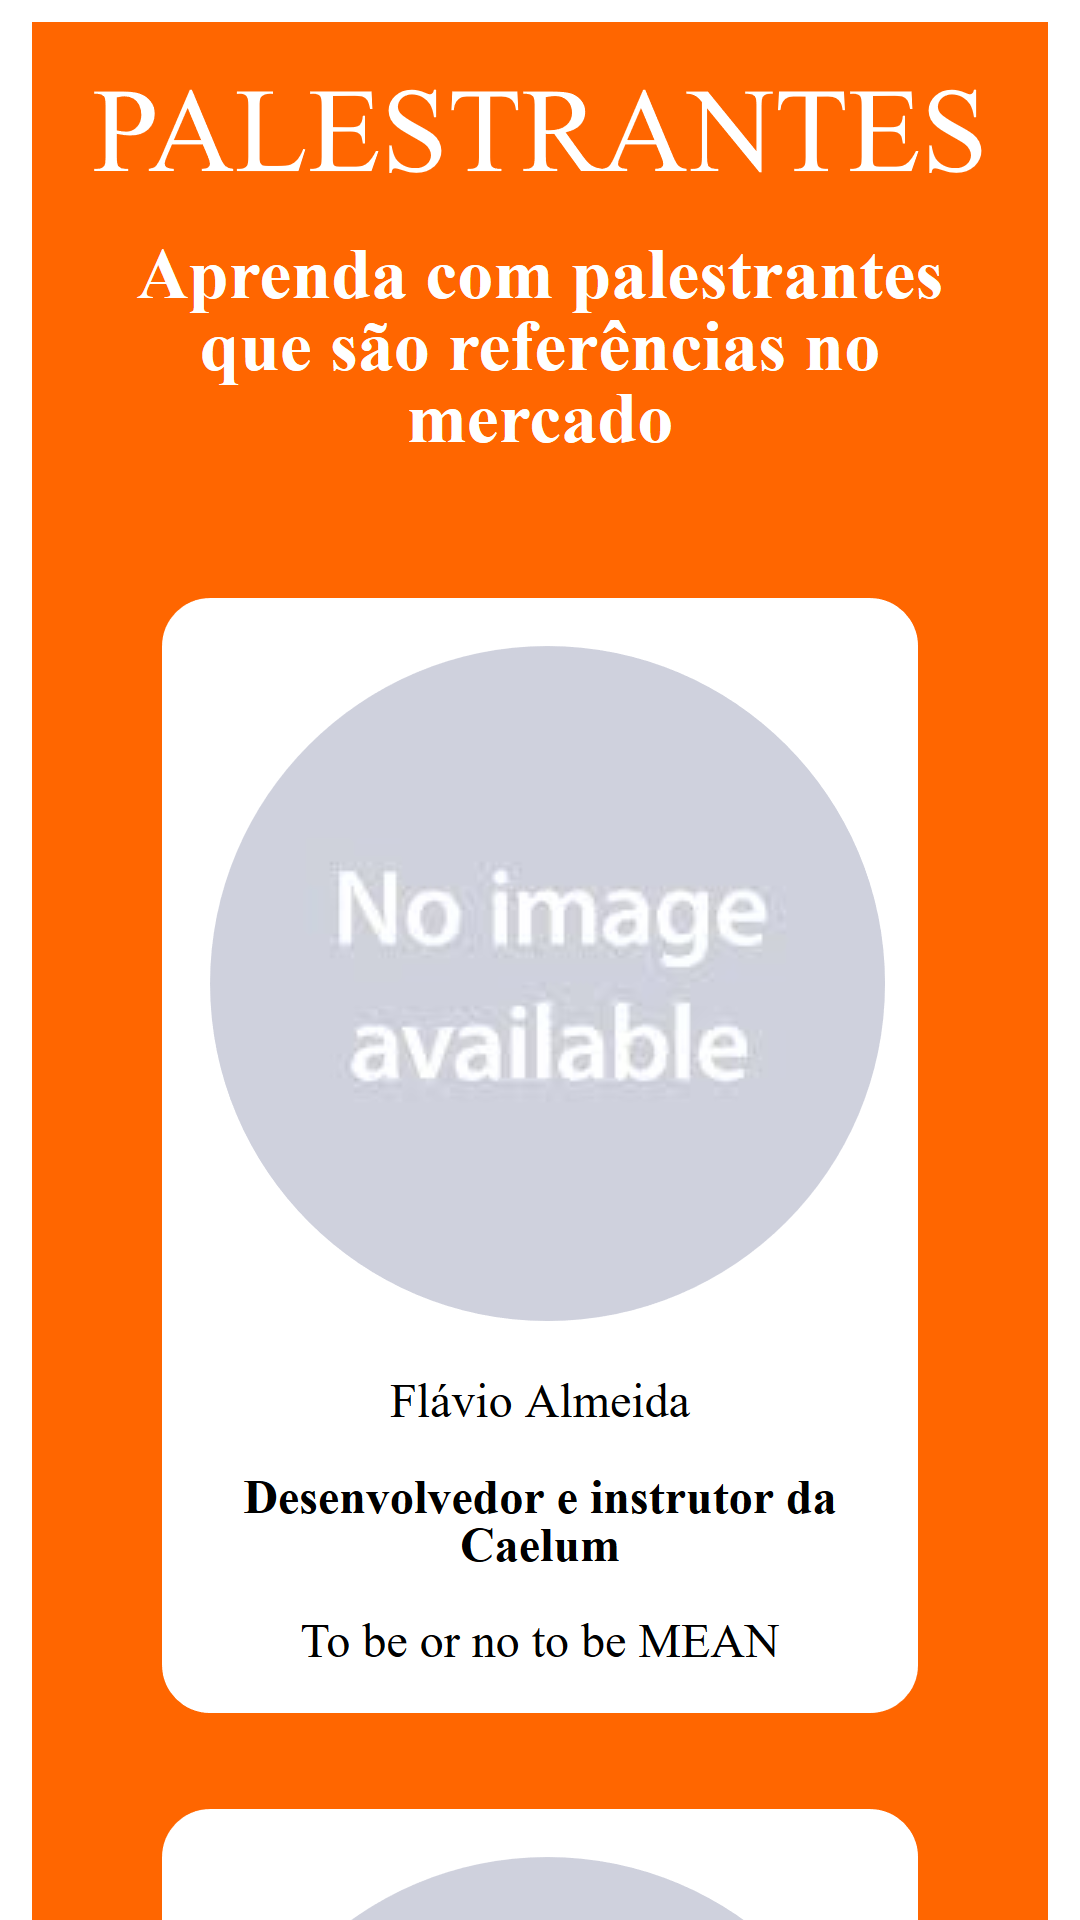 PALESTRANTES
Aprenda com palestrantes
que são referências no
mercado
No image
available
Flávio Almeida
Desenvolvedor e instrutor da
Caelum
To be or no to be MEAN